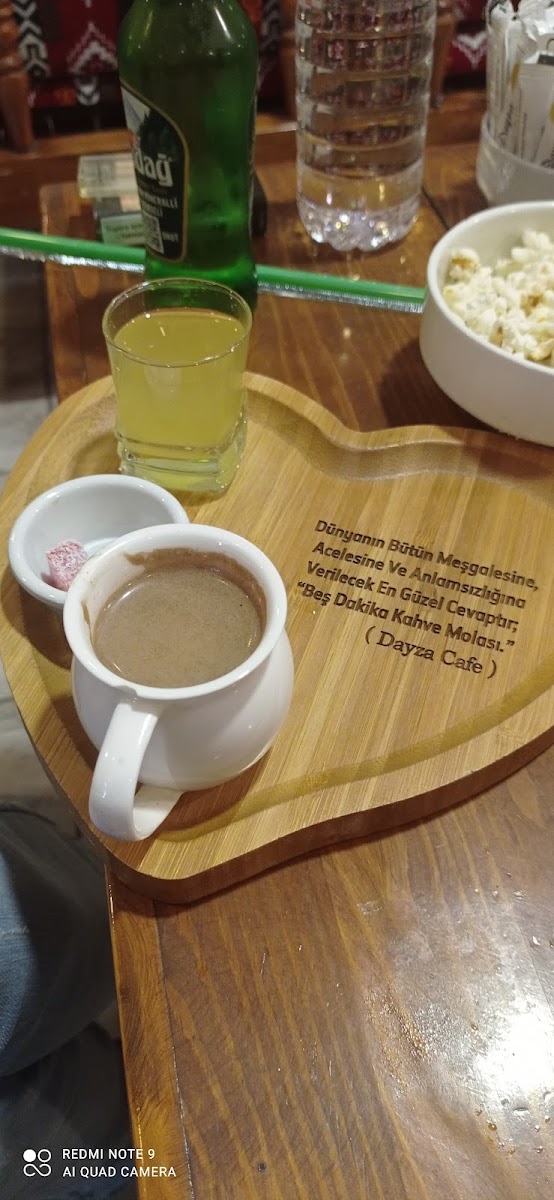 dağ
Dünyanın Bütün Meşgalesine,
Acelesine Ve Anlamsızlığına
Verilecek En Güzel Cevaptır;
“Beş Dakika Kahve Molası.”
( Dayza Cafe )
REDMI NOTE 9
AI QUAD CAMERA